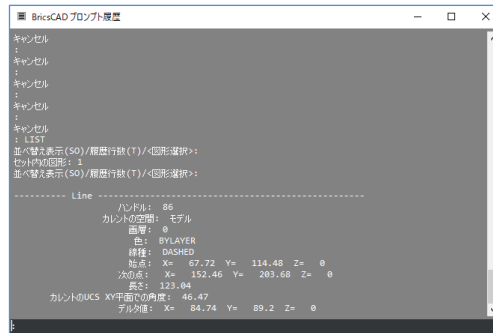 BricsCAD プロンプト履歴
キャンセル
:
キャンセル
:
キャンセル
:
キャンセル
:
キャンセル
: LIST
並べ替え表示(SO)/履歴行数(T)/<図形選択>:
セット内の図形: 1
並べ替え表示(SO)/履歴行数(T)/<図形選択>:
---------- Line ----------------------------------------------------
ハンドル: 86
カレントの空間: モデル
画層: 0
色: BYLAYER
線種: DASHED
始点: X= 67.72 Y= 114.48 Z= 0
次の点: X= 152.46 Y= 203.68 Z= 0
長さ: 123.04
カレントのUCS XY平面での角度: 46.47
デルタ値: X= 84.74 Y= 89.2 Z= 0
: